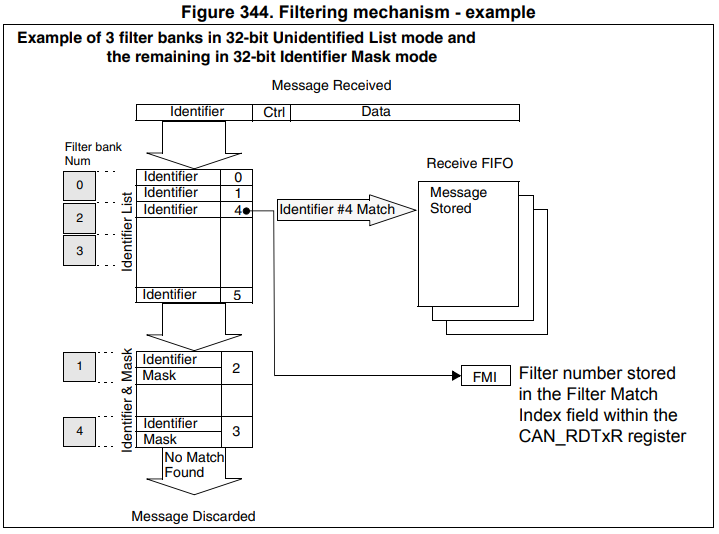 Figure 344. Filtering mechanism - example
Example of 3 filter banks in 32-bit Unidentified List mode and
the remaining in 32-bit Identifier Mask mode
Message Received
Identifier Ctrl Data
Filter bank
Num
Receive FIFO
0
2
3
Identifier List
Identifier 0
Identifier 1
Identifier 4
Identifier 5
Identifier #4 Match
Message
Stored
1
4
Identifier & Mask
Identifier
Mask
2
Identifier
Mask
3
FMI
Filter number stored
in the Filter Match
Index field within the
CAN_RDTxR register
No Match
Found
Message Discarded